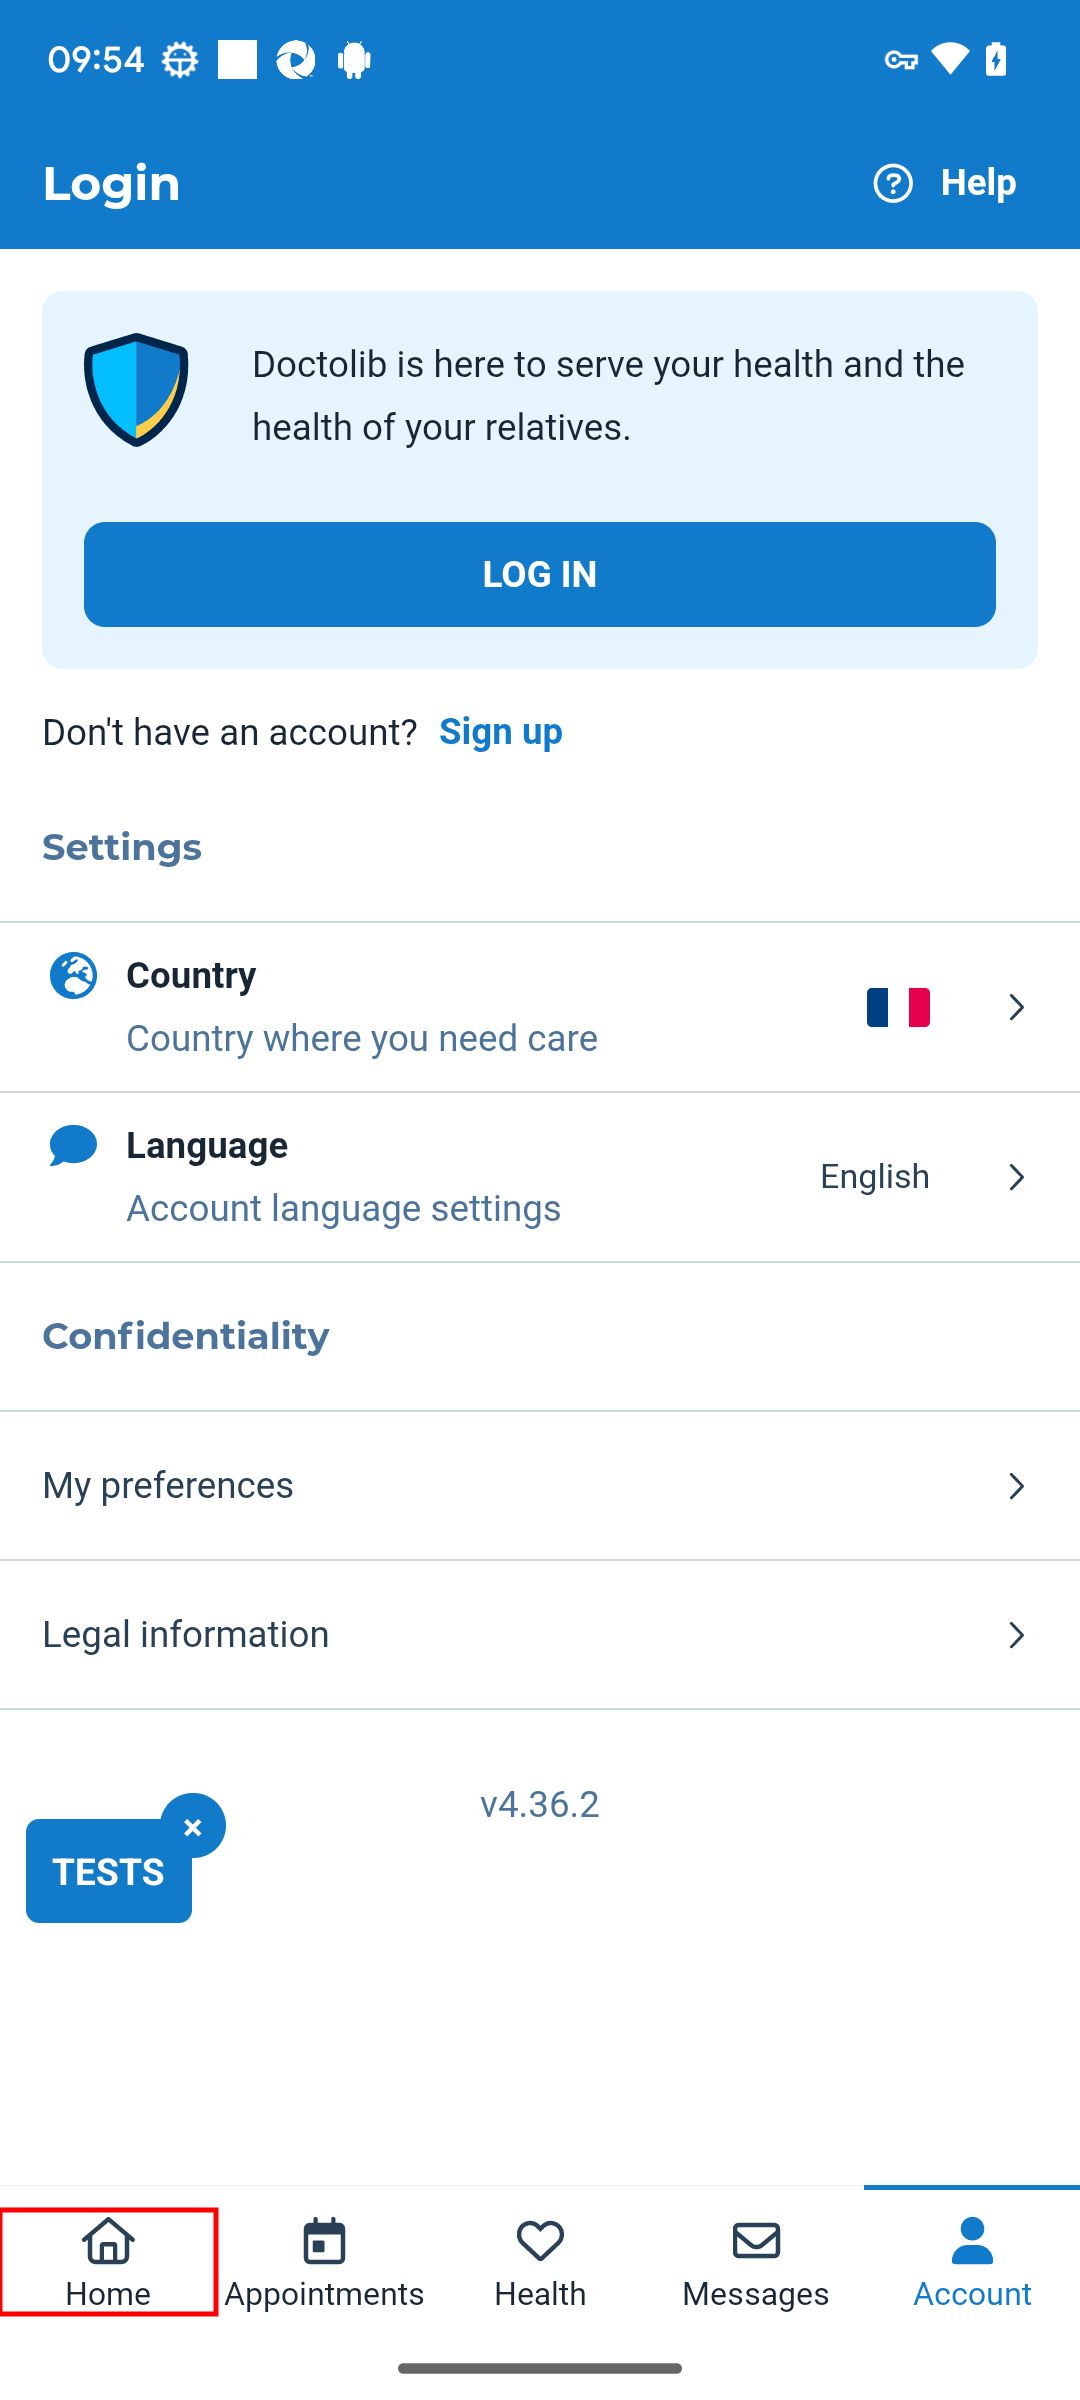 09:54
Login
Help
Doctolib is here to serve your health and the
health of your relatives.
LOG IN
Don't have an account? Sign up
Settings
Country
Country where you need care
Language
Account language settings
English
Confidentiality
My preferences
Legal information
v4.36.2
×
TESTS
Home
Appointments
Health
Messages
Account